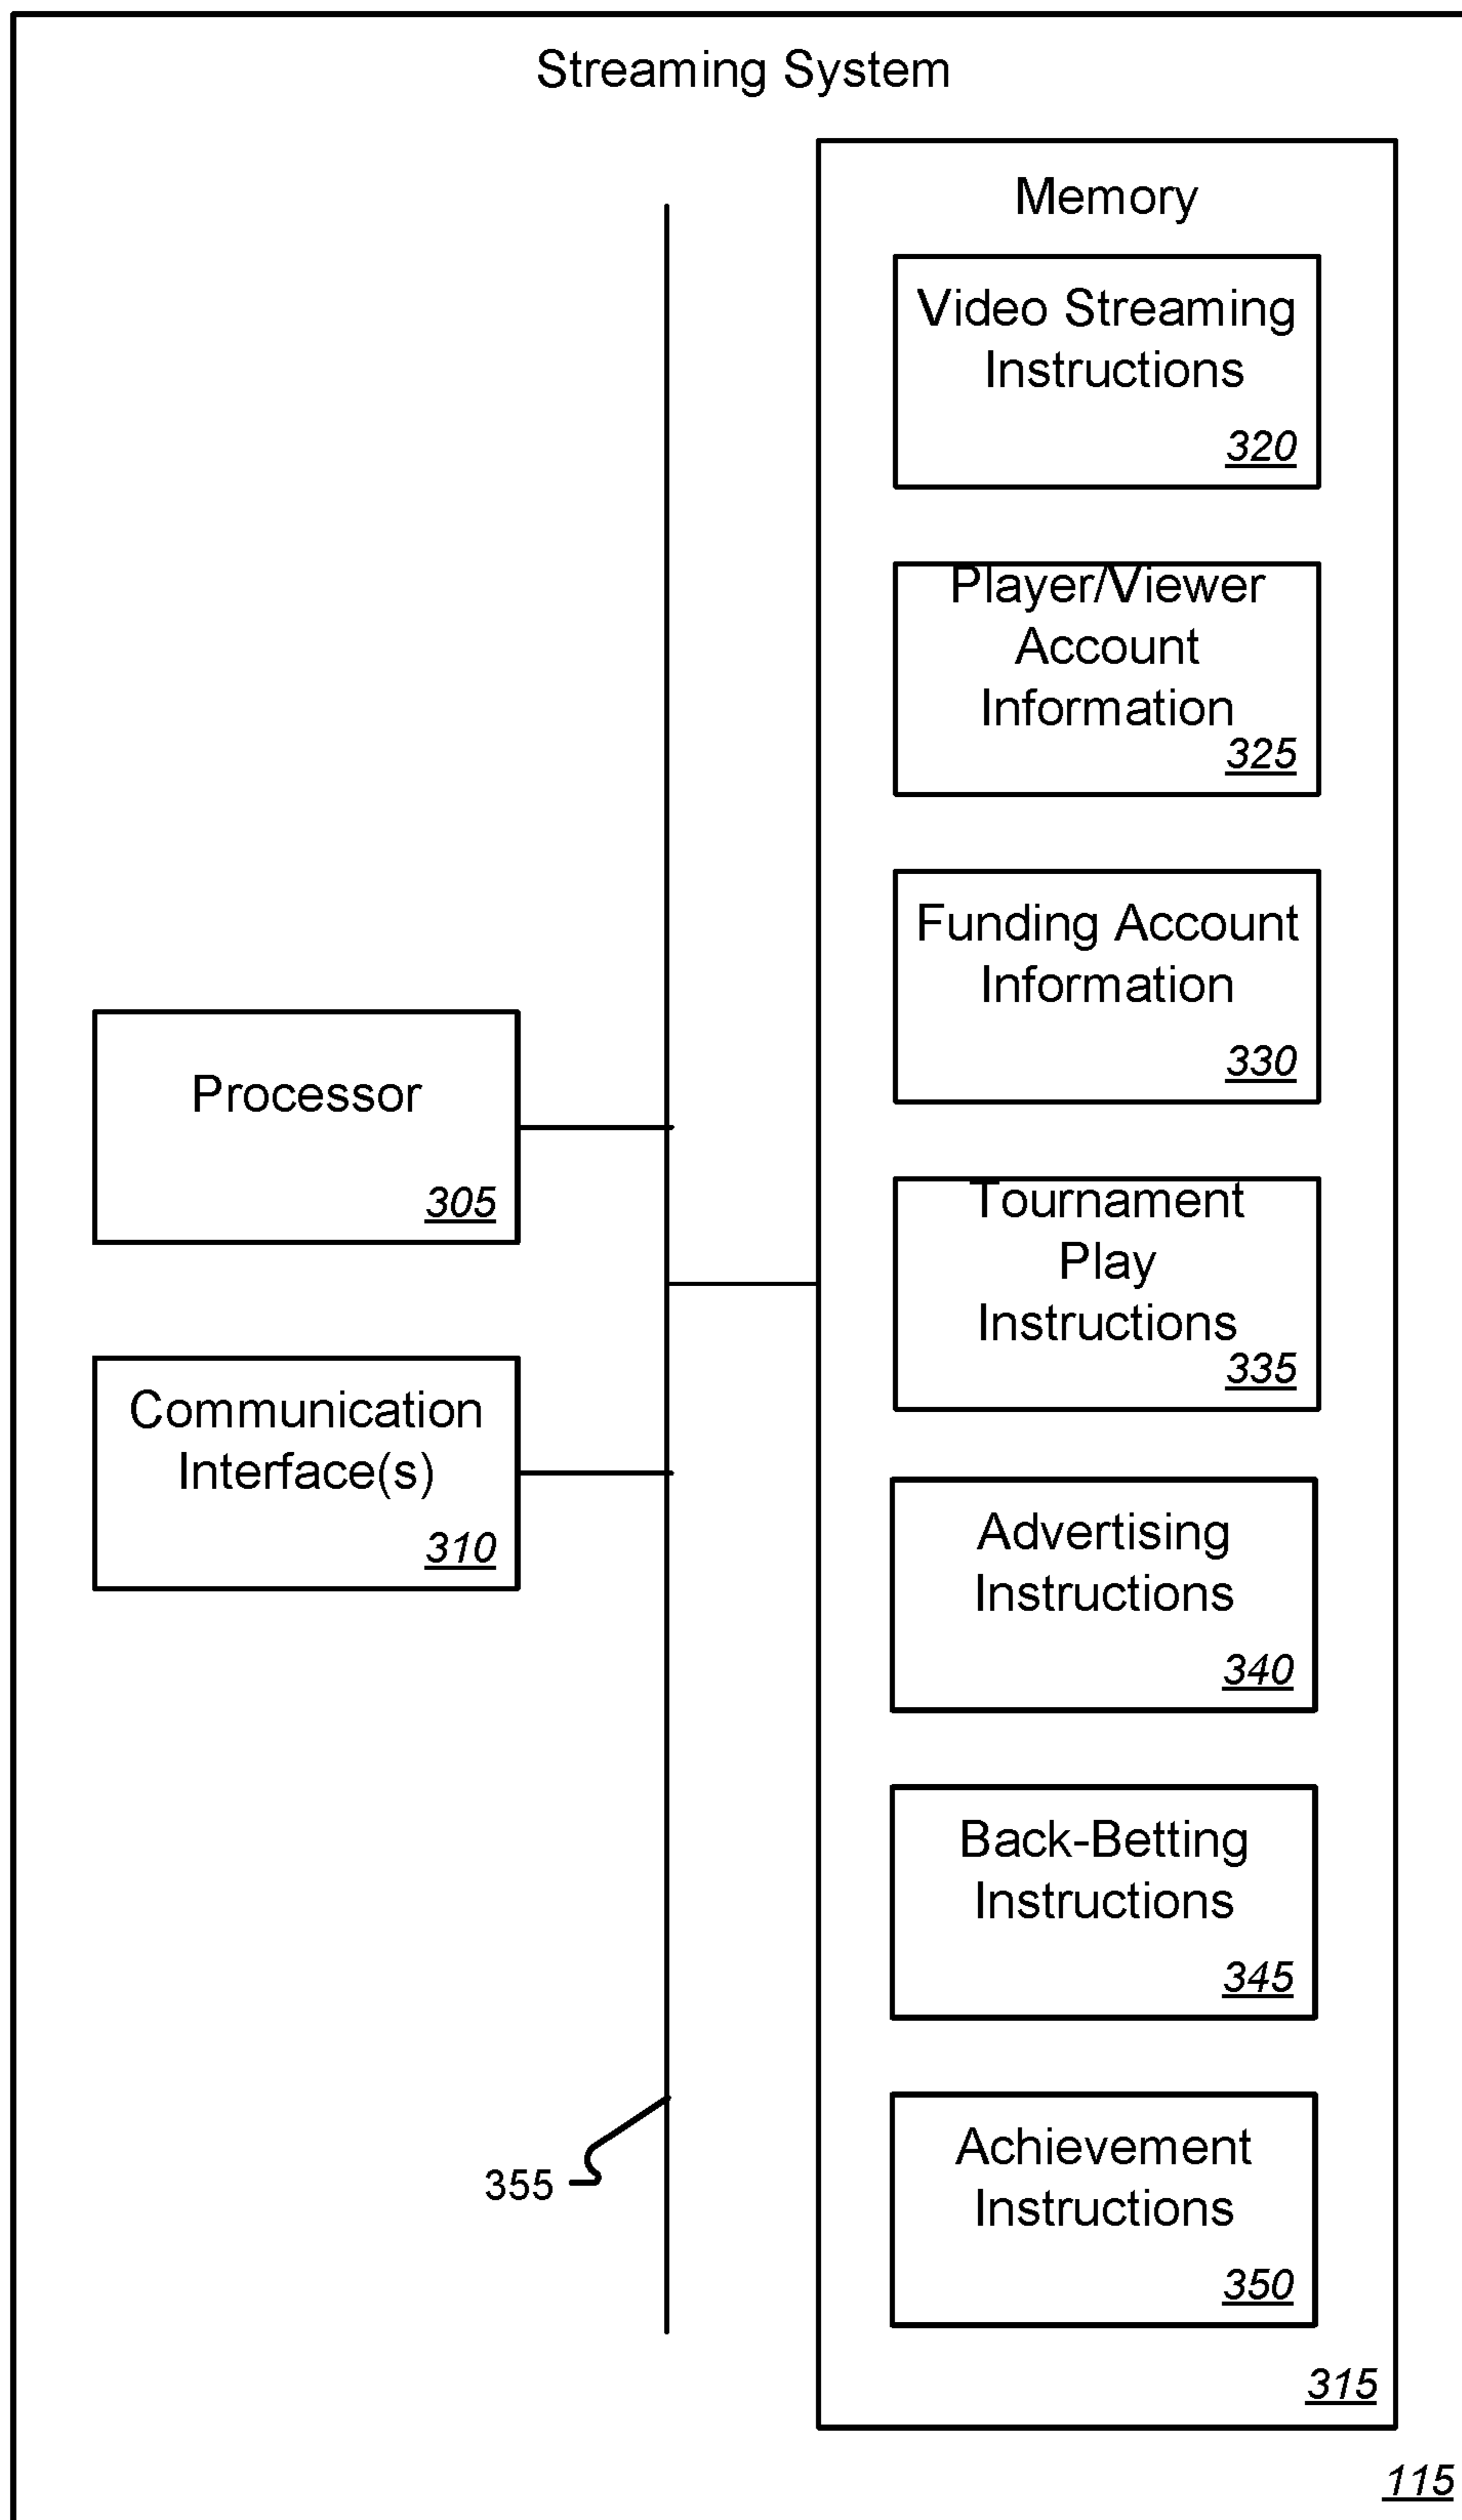 Streaming System
Memory
Video Streaming
Instructions
320
Player/Viewer
Account
Information
325
Funding Account
Information
330
Processor
305
Tournament
Play
Instructions
335
Communication
Interface(s)
310
Advertising
Instructions
340
Back-Betting
Instructions
345
355
Achievement
Instructions
350
315
115